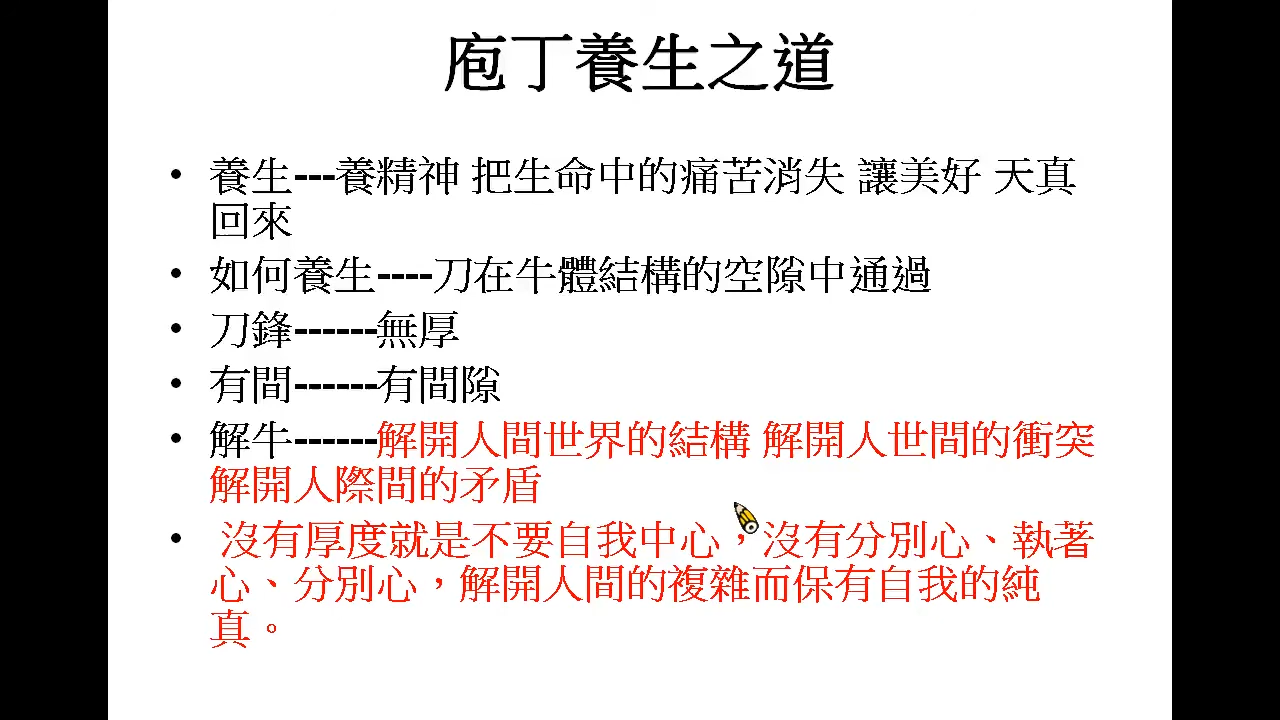 庖丁養生之道
• 養生---養精神 把生命中的痛苦消失 讓美好 天真
回來
• 如何養生----刀在牛體結構的空隙中通過
• 刀鋒------無厚
• 有間------有間隙
• 解牛------解開人間世界的結構 解開人世間的衝突
解開人際間的矛盾
• 沒有厚度就是不要自我中心，沒有分別心、執著
心、分別心，解開人間的複雜而保有自我的純
真。